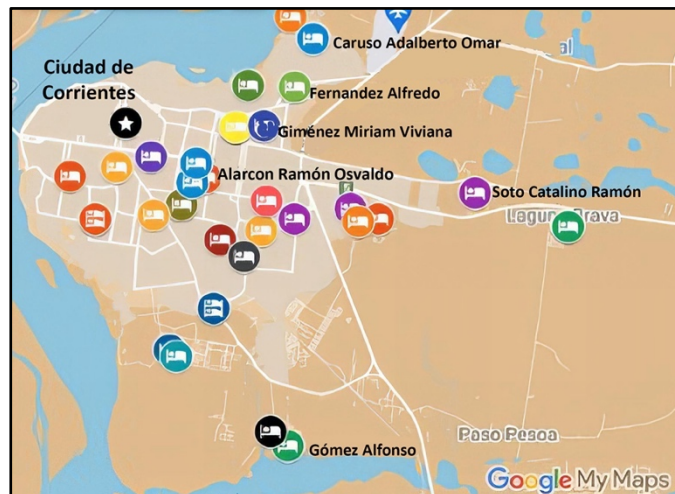 Caruso Adalberto Omar
al
Ciudad de
Corrientes
Fernandez Alfredo
Giménez Miriam Viviana
Alarcon Ramón Osvaldo
Soto Catalino Ramón
Laguna Brava
Paso Pesoa
Gómez Alfonso
Google My Maps